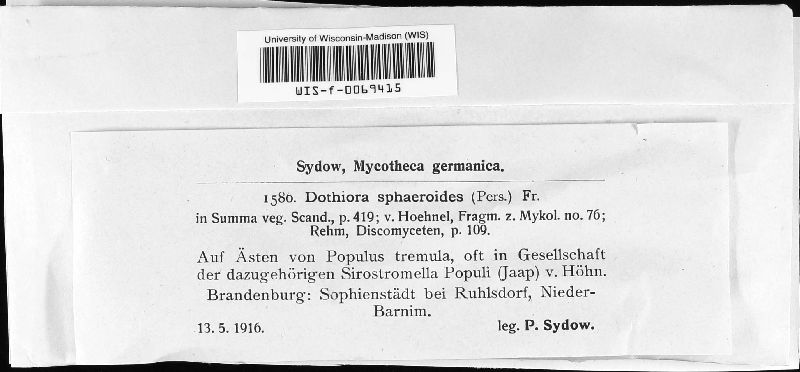 University of Wisconsin-Madison (WIS)
WIS-f-0069415
Sydow, Mycotheca germanica.
1580. Dothiora sphaeroides (Pers.) Fr.
in Summa veg. Scand., p. 419; v. Hoehnel, Fragm. z. Mykol. no. 76;
Rehm, Discomyceten, p. 109.
Auf Ästen von Populus tremula, oft in Gesellschaft
der dazugehörigen Sirostromella Populi (Jaap) v. Höhn.
Brandenburg: Sophienstädt bei Ruhlsdorf, Nieder-
Barnim.
13. 5. 1916. leg. P. Sydow.